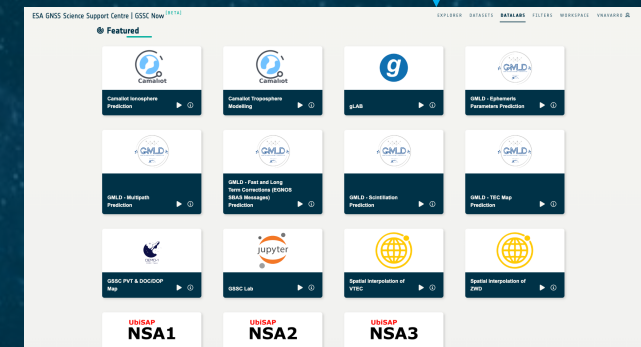 ESA GNSS Science Support Centre | GSSC Now (BETA)
EXPLORER DATASETS DATALABS FILTERS WORKSPACE VNAVARRO
Featured
Camaliot
Camaliot
g
GMLD
Camaliot Ionosphere
Prediction
Camaliot Troposphere
Modelling
gLAB
GMLD - Ephemeris
Parameters Prediction
GMLD
GMLD
GMLD
GMLD
GMLD - Multipath
Prediction
GMLD - Fast and Long
Term Corrections (EGNOS
SBAS Messages)
Prediction
GMLD - Scintillation
Prediction
GMLD - TEC Map
Prediction
jupyter
GSSC PVT & DOC/DOP
Map
GSSC Lab
Spatial Interpolation of
VTEC
Spatial Interpolation of
ZWD
UbiSAP
NSA1
UbiSAP
NSA2
UbiSAP
NSA3